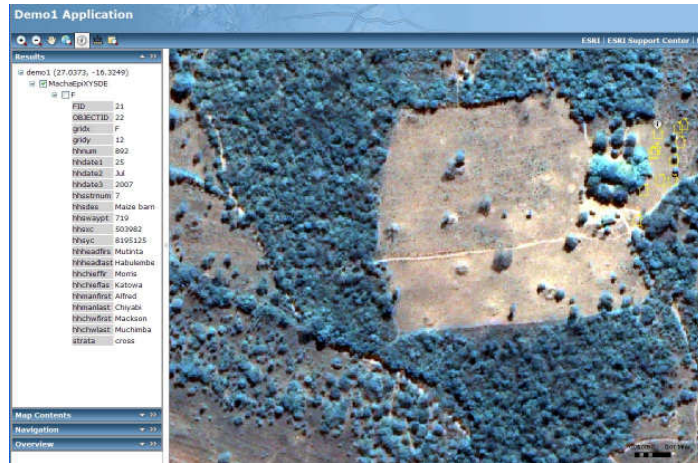 Demo1 Application
ESRI | ESRI Support Center |
Results
demo1 (27.0373, -16.3249)
MachaEpiXYSDE
F
FID 21
OBJECTID 22
gridx F
gridy 12
hhnum 892
hhdate1 25
hhdate2 Jul
hhdate3 2007
hhsstrnum 7
hhsdes Maize barn
hhswaypt 719
hhsxc 503982
hhsyc 8195125
hhheadfirs Mutinta
hhheadlast Habulembe
hhchieffir Morris
hhchieflas Katowa
hhmanfirst Alfred
hhmanlast Chiyabi
hhchwfirst Mackson
hhchwlast Muchimba
strata cross
Map Contents
Navigation
Overview